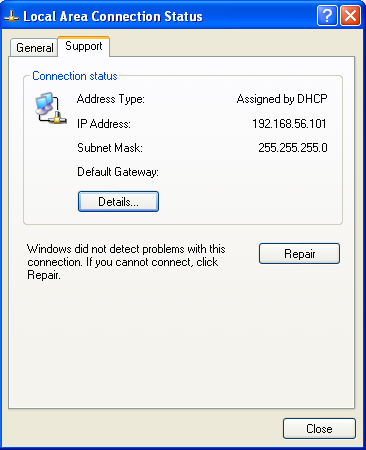 Local Area Connection Status
General
Support
Connection status
Address Type:
Assigned by DHCP
IP Address:
192.168.56.101
Subnet Mask:
255.255.255.0
Default Gateway:
Details...
Windows did not detect problems with this
connection. If you cannot connect, click
Repair.
Repair
Close